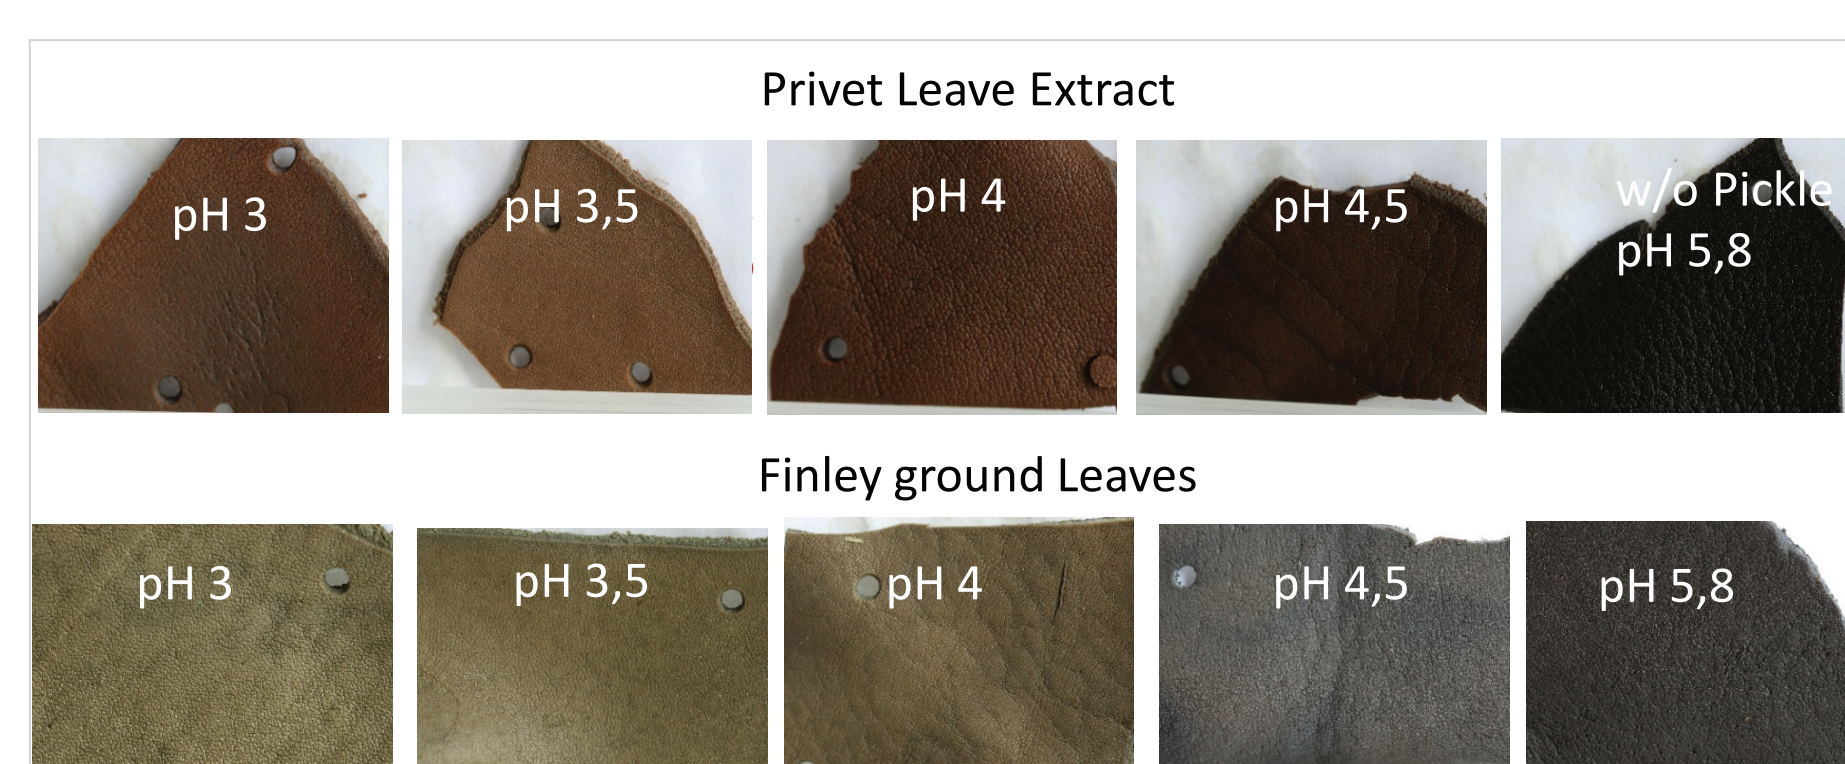 Privet Leave Extract
pH 3
pH 3,5
pH 4
pH 4,5
w/o Pickle
pH 5,8
Finley ground Leaves
pH 3
pH 3,5
pH 4
pH 4,5
pH 5,8